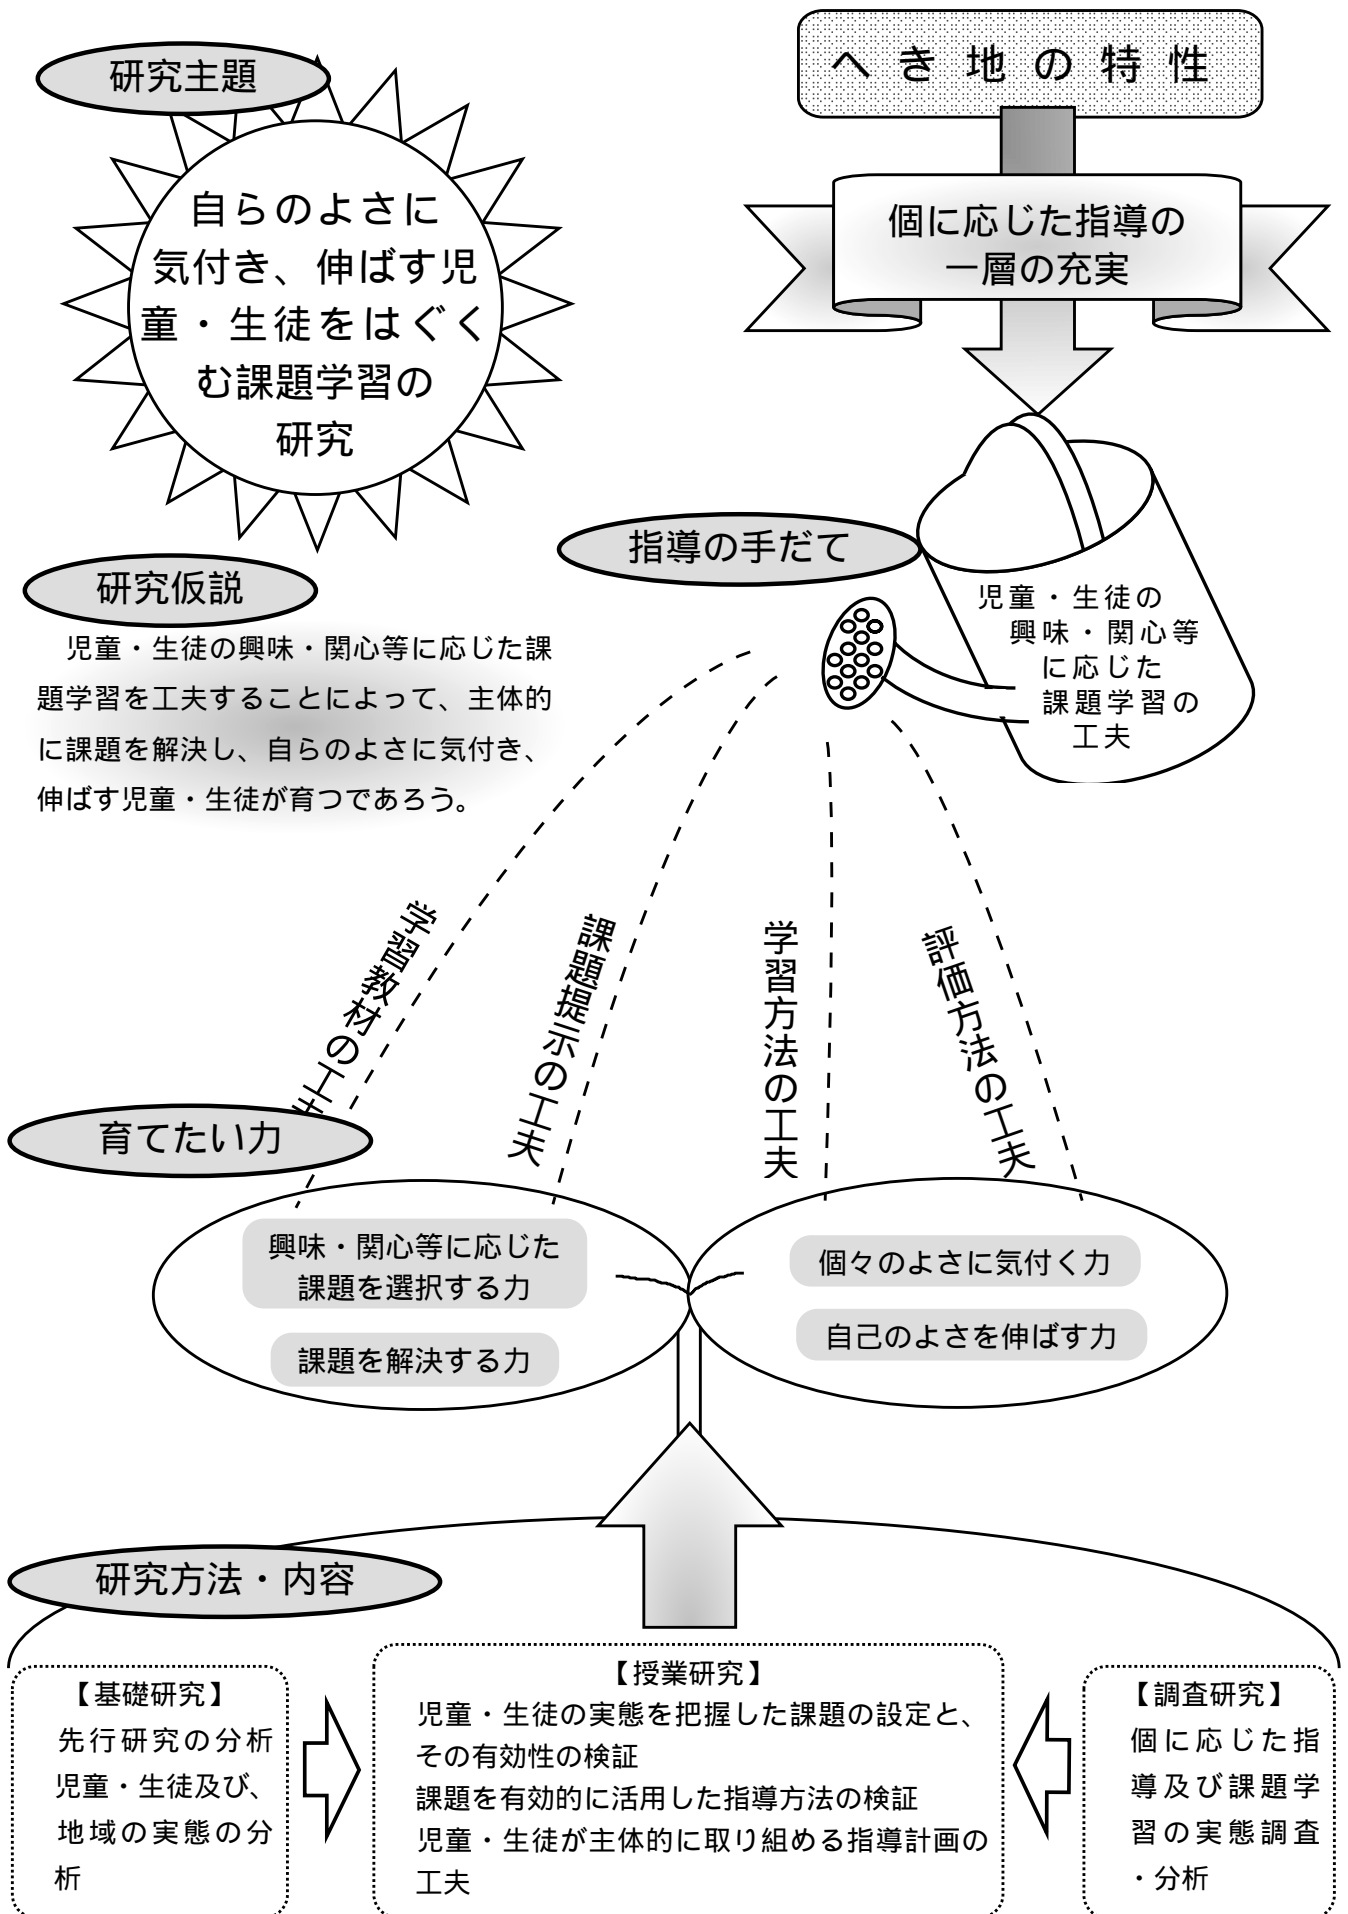 研究主題
自らのよさに
気付き、伸ばす児
童・生徒をはぐく
む課題学習の
研究
へき地の特性
個に応じた指導の
一層の充実
指導の手だて
児童・生徒の
興味・関心等
に応じた
課題学習の
工夫
研究仮説
児童・生徒の興味・関心等に応じた課
題学習を工夫することによって、主体的
に課題を解決し、自らのよさに気付き、
伸ばす児童・生徒が育つであろう。
学習教材の工夫
課題提示の工夫
学習方法の工夫
評価方法の工夫
育てたい力
興味・関心等に応じた
課題を選択する力
課題を解決する力
個々のよさに気付く力
自己のよさを伸ばす力
研究方法・内容
【基礎研究】
先行研究の分析
児童・生徒及び、
地域の実態の分
析
【授業研究】
児童・生徒の実態を把握した課題の設定と、
その有効性の検証
課題を有効的に活用した指導方法の検証
児童・生徒が主体的に取り組める指導計画の
工夫
【調査研究】
個に応じた指
導及び課題学
習の実態調査
・分析